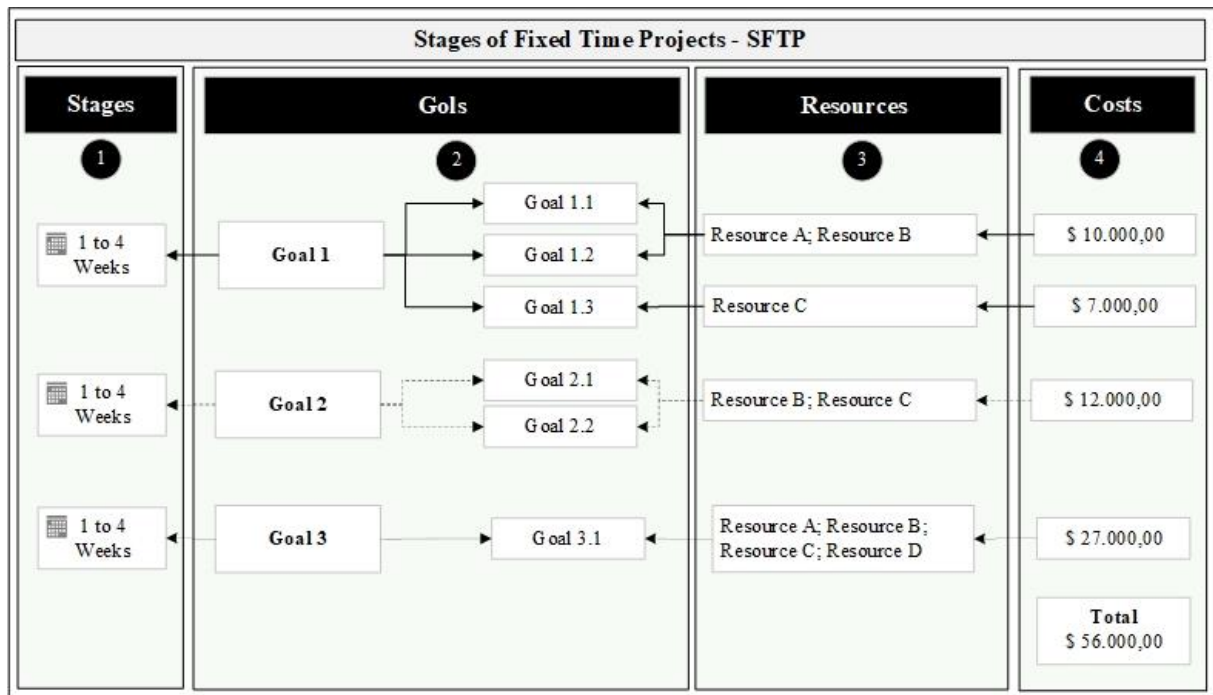 Stages of Fixed Time Projects - SFTP
Stages
1
1 to 4
Weeks
1 to 4
Weeks
1 to 4
Weeks
Gols
2
Goal 1
Goal 1.1
Goal 1.2
Goal 1.3
Goal 2
Goal 2.1
Goal 2.2
Goal 3
Goal 3.1
Resources
3
Resource A; Resource B
Resource C
Resource B; Resource C
Resource A; Resource B;
Resource C; Resource D
Costs
4
$ 10.000,00
$ 7.000,00
$ 12.000,00
$ 27.000,00
Total
$ 56.000,00